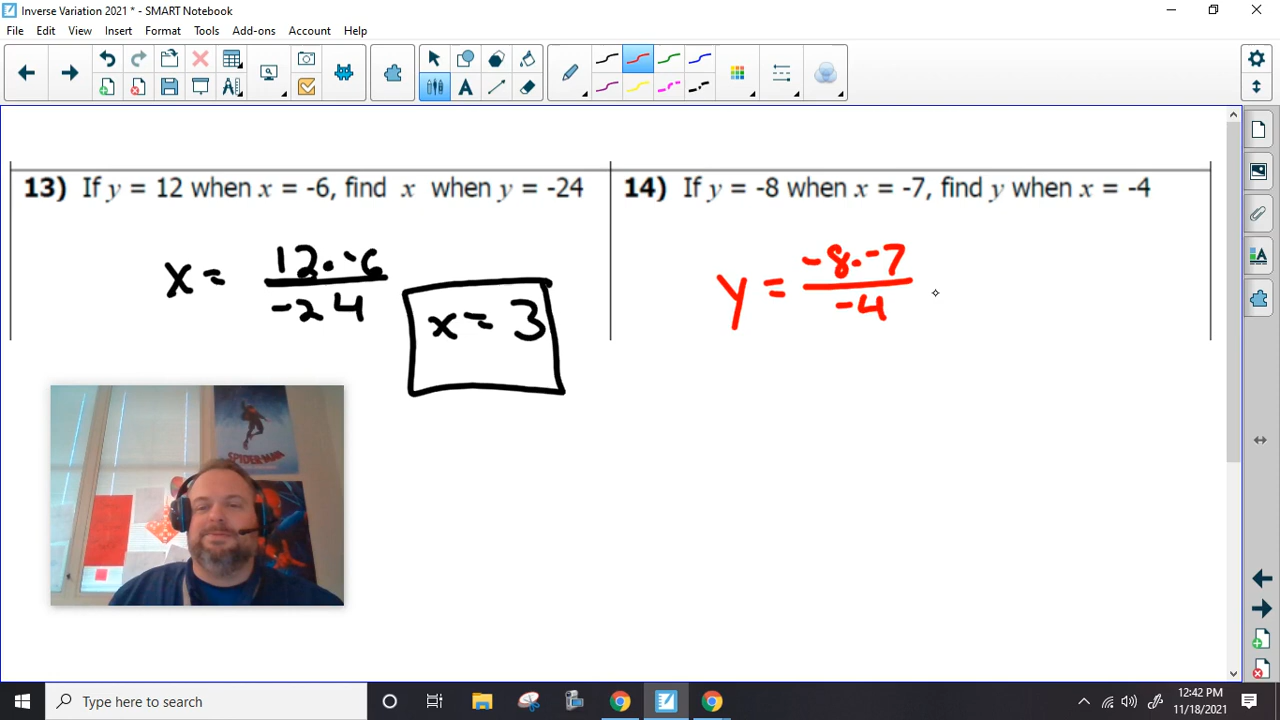 Inverse Variation 2021 * - SMART Notebook
File Edit View Insert Format Tools Add-ons Account Help
13) If y = 12 when x = -6, find x when y = -24
x = 12·-6
-24
x = 3
14) If y = -8 when x = -7, find y when x = -4
y = -8·-7
-4
SPIDER-MAN
Type here to search
12:42 PM
11/18/2021